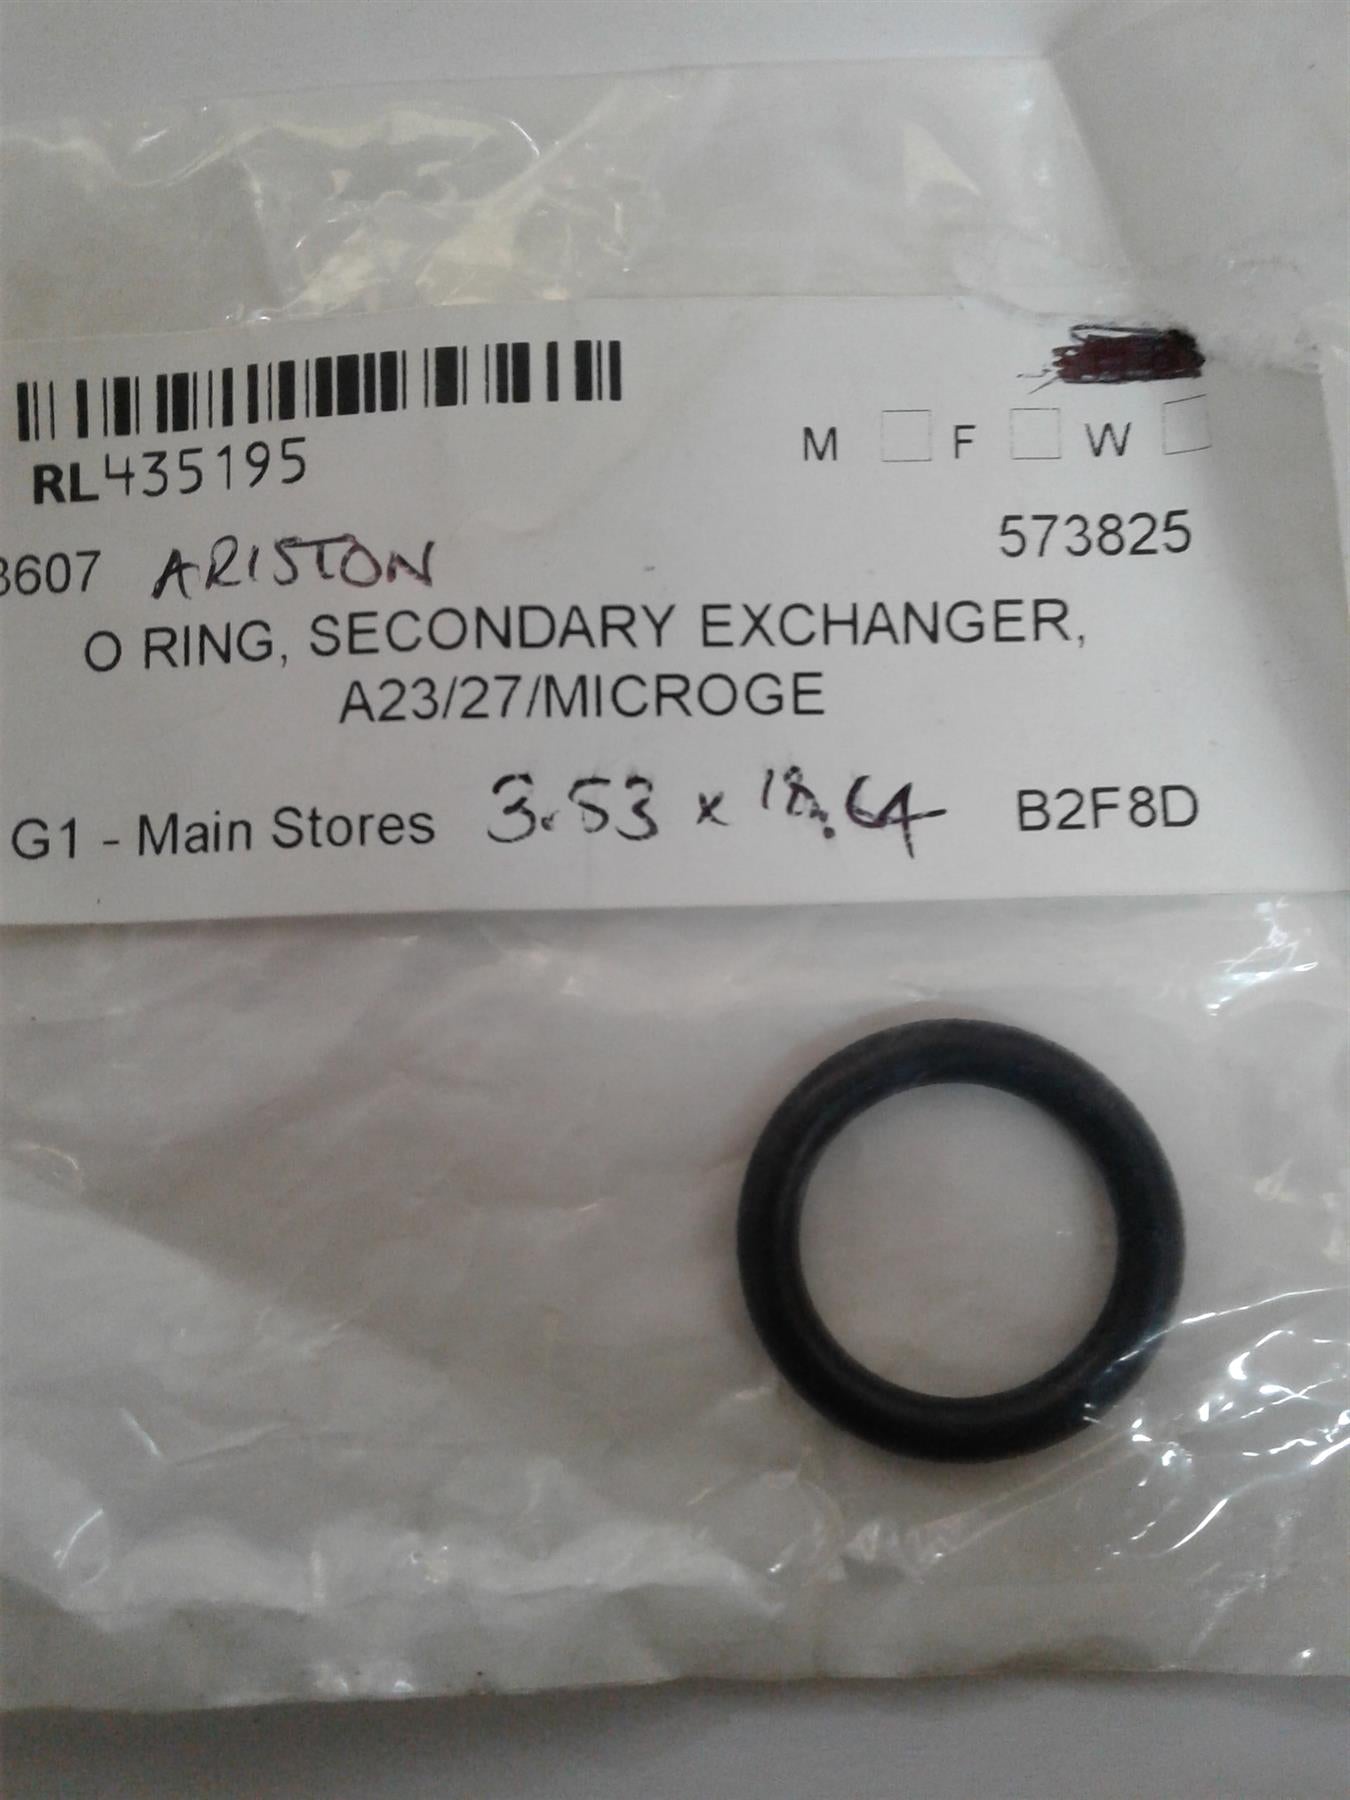 RL435195
M F W
3607 ARISTON 573825
O RING, SECONDARY EXCHANGER,
A23/27/MICROGE
G1 - Main Stores 3.53 x 18.64 B2F8D